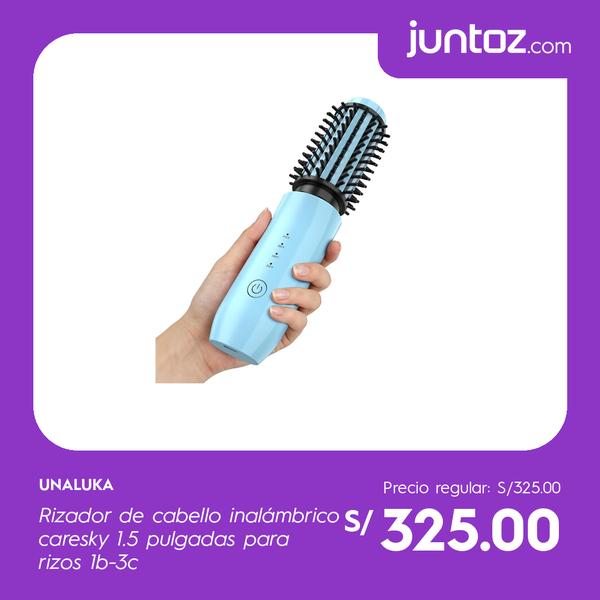 juntoz.com
UNALUKA
Rizador de cabello inalámbrico
caresky 1.5 pulgadas para
rizos 1b-3c
Precio regular: S/325.00
S/ 325.00